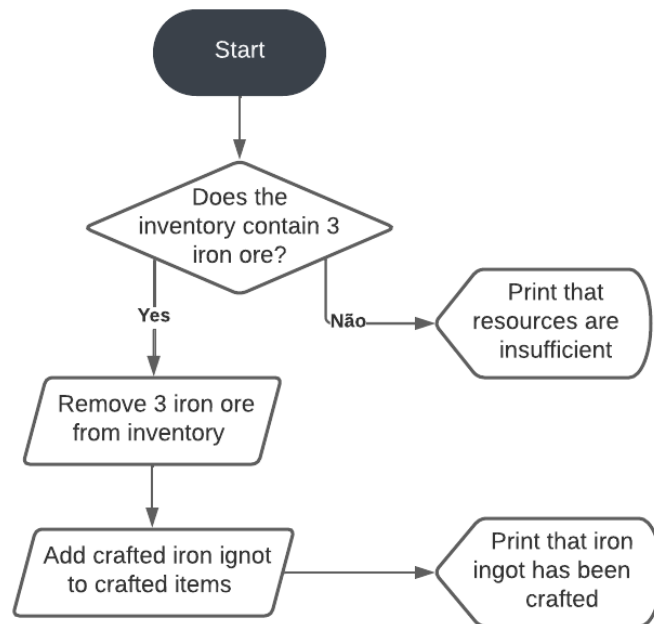 Start
Does the
inventory contain 3
iron ore?
Yes
Não
Print that
resources are
insufficient
Remove 3 iron ore
from inventory
Add crafted iron ignot
to crafted items
Print that iron
ingot has been
crafted